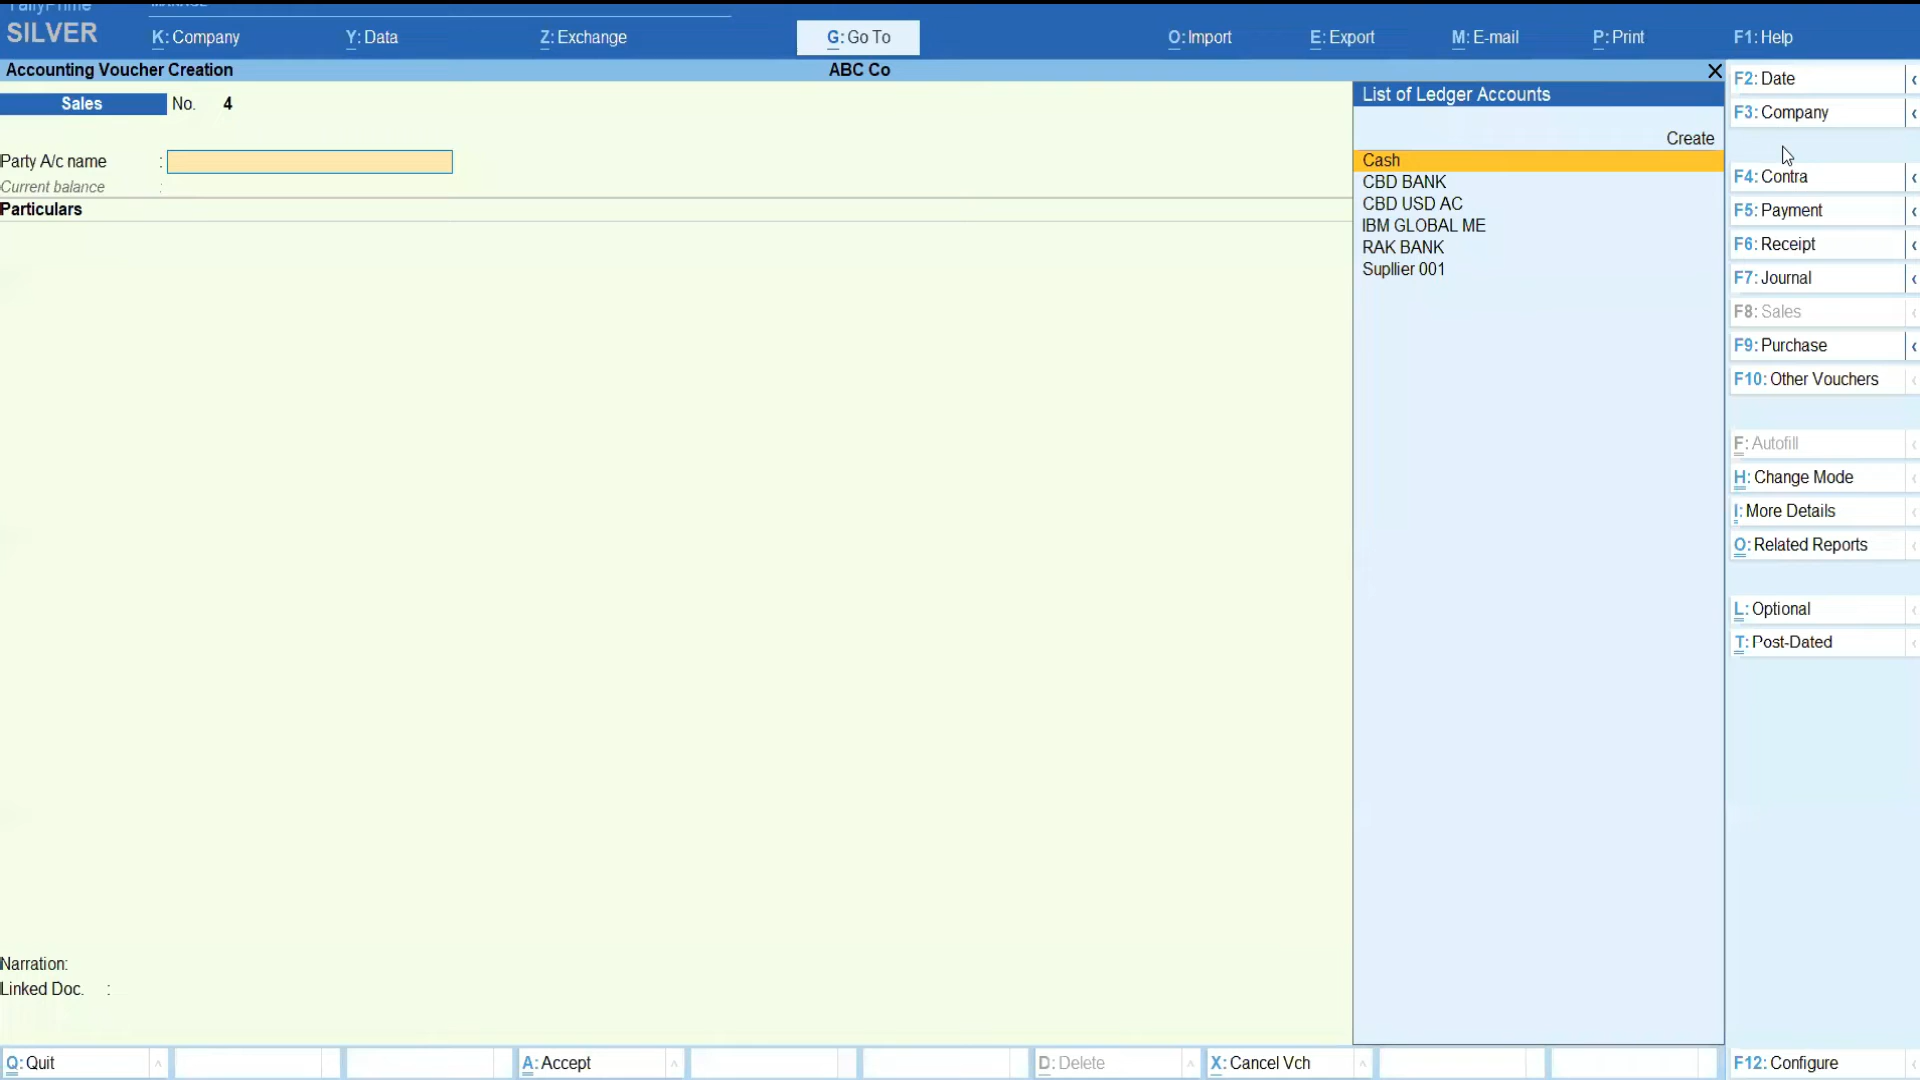 TallyPrime
MANAGE
SILVER
K: Company
Y: Data
Z: Exchange
G: Go To
O: Import
E: Export
M: E-mail
P: Print
F1: Help
Accounting Voucher Creation
ABC Co
Sales No. 4
Party A/c name :
Current balance :
Particulars
List of Ledger Accounts
Create
Cash
CBD BANK
CBD USD AC
IBM GLOBAL ME
RAK BANK
Supllier 001
F2: Date
F3: Company
F4: Contra
F5: Payment
F6: Receipt
F7: Journal
F8: Sales
F9: Purchase
F10: Other Vouchers
F: Autofill
H: Change Mode
I: More Details
O: Related Reports
L: Optional
T: Post-Dated
Narration:
Linked Doc. :
Q: Quit
A: Accept
D: Delete
X: Cancel Vch
F12: Configure